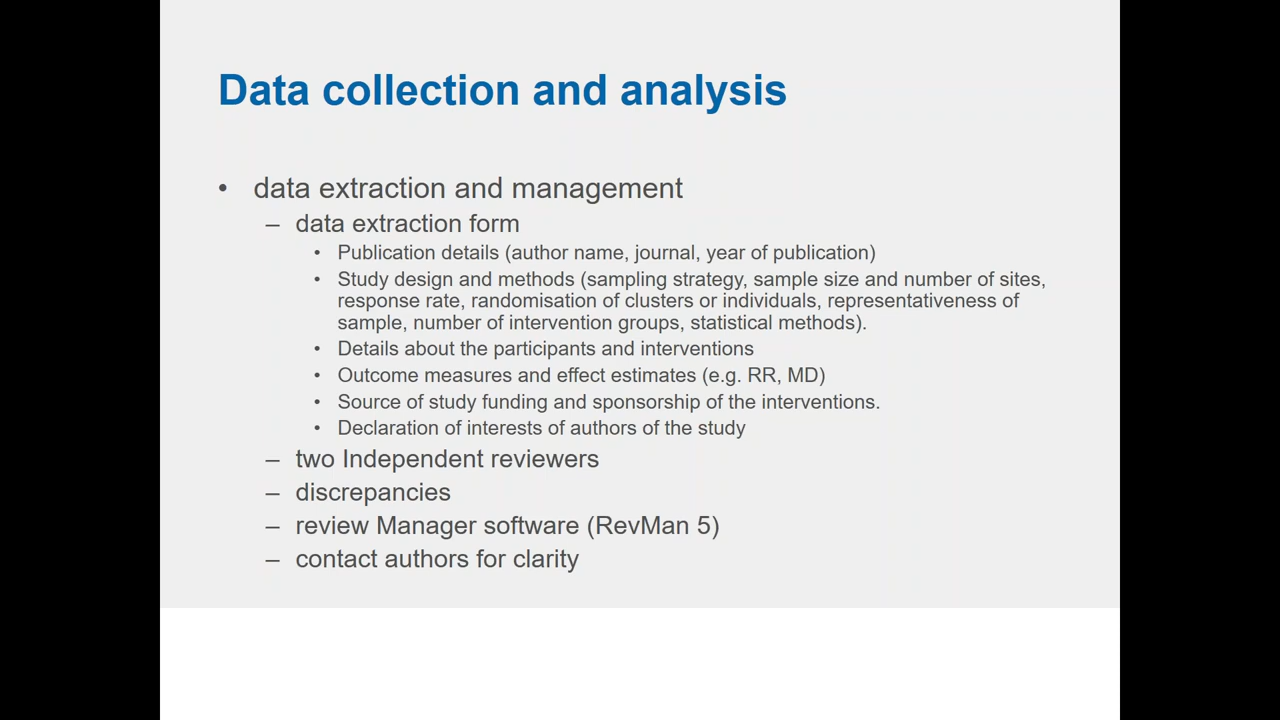 Data collection and analysis
• data extraction and management
– data extraction form
• Publication details (author name, journal, year of publication)
• Study design and methods (sampling strategy, sample size and number of sites,
response rate, randomisation of clusters or individuals, representativeness of
sample, number of intervention groups, statistical methods).
• Details about the participants and interventions
• Outcome measures and effect estimates (e.g. RR, MD)
• Source of study funding and sponsorship of the interventions.
• Declaration of interests of authors of the study
– two Independent reviewers
– discrepancies
– review Manager software (RevMan 5)
– contact authors for clarity